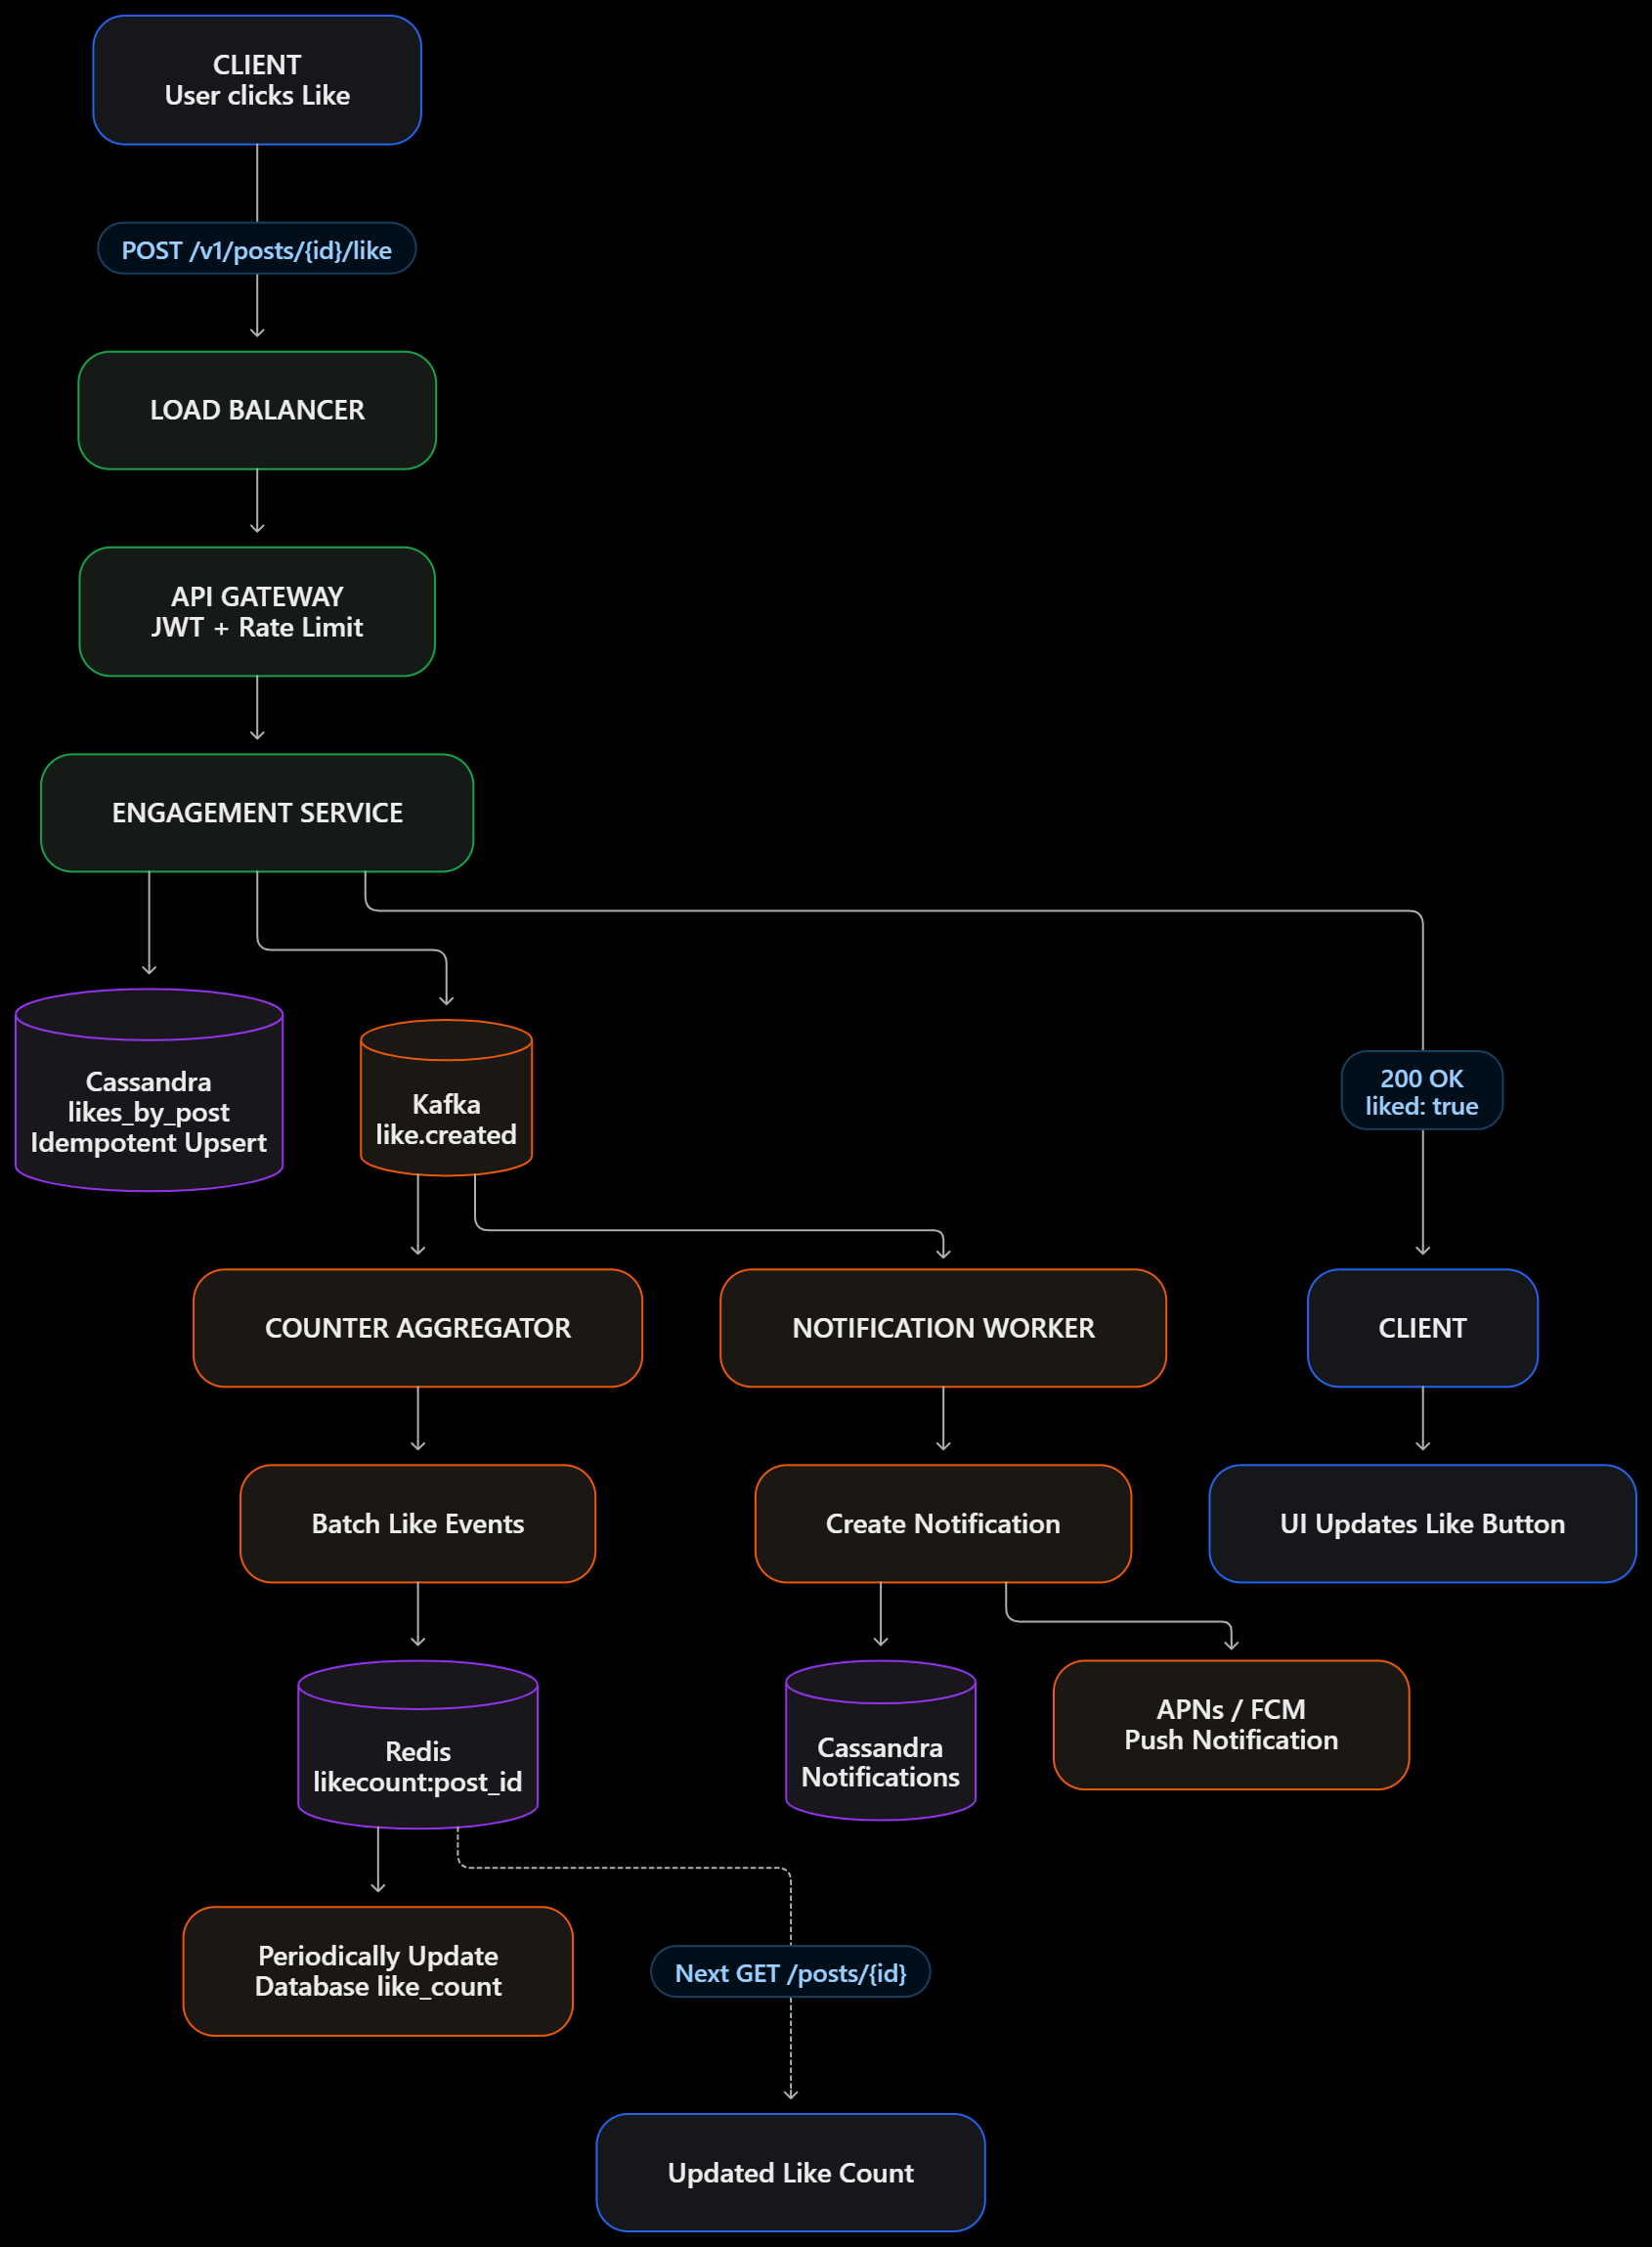 CLIENT
User clicks Like
POST /v1/posts/{id}/like
LOAD BALANCER
API GATEWAY
JWT + Rate Limit
ENGAGEMENT SERVICE
Cassandra
likes_by_post
Idempotent Upsert
Kafka
like.created
200 OK
liked: true
COUNTER AGGREGATOR
NOTIFICATION WORKER
CLIENT
Batch Like Events
Create Notification
UI Updates Like Button
Redis
likecount:post_id
Cassandra
Notifications
APNs / FCM
Push Notification
Periodically Update
Database like_count
Next GET /posts/{id}
Updated Like Count